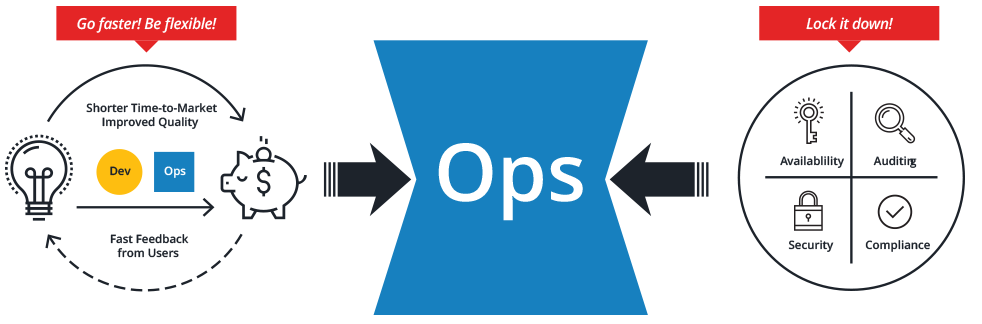 Go faster! Be flexible!
Shorter Time-to-Market
Improved Quality
Dev
Ops
$
Fast Feedback
from Users
Ops
Lock it down!
Availablility
Auditing
Security
Compliance